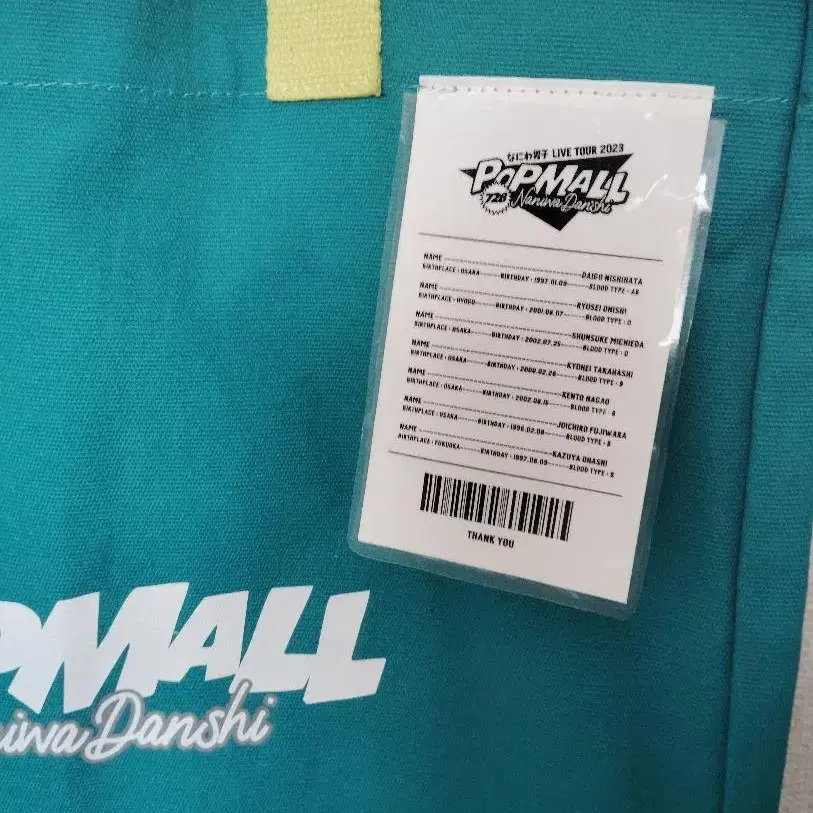 なにわ男子 LIVE TOUR 2023
POPMALL
728
Naniwa Danshi
NAME --- DAIGO NISHIHATA
BIRTHPLACE : OSAKA --- BIRTHDAY : 1997.01.09 --- BLOOD TYPE : AB
NAME --- RYUSEI OHISHI
BIRTHPLACE : HYOGO --- BIRTHDAY : 2001.08.07 --- BLOOD TYPE : O
NAME --- SHUNSUKE MICHIEDA
BIRTHPLACE : OSAKA --- BIRTHDAY : 2002.07.25 --- BLOOD TYPE : O
NAME --- KYOHEI TAKAHASHI
BIRTHPLACE : OSAKA --- BIRTHDAY : 2000.02.28 --- BLOOD TYPE : B
NAME --- KENTO NAGAO
BIRTHPLACE : OSAKA --- BIRTHDAY : 2002.08.15 --- BLOOD TYPE : B
NAME --- JOICHIRO FUJIWARA
BIRTHPLACE : OSAKA --- BIRTHDAY : 1996.02.08 --- BLOOD TYPE : B
NAME --- KAZUYA OHASHI
BIRTHPLACE : FUKUOKA --- BIRTHDAY : 1997.08.09 --- BLOOD TYPE : B
THANK YOU
OPMALL
niwa Danshi